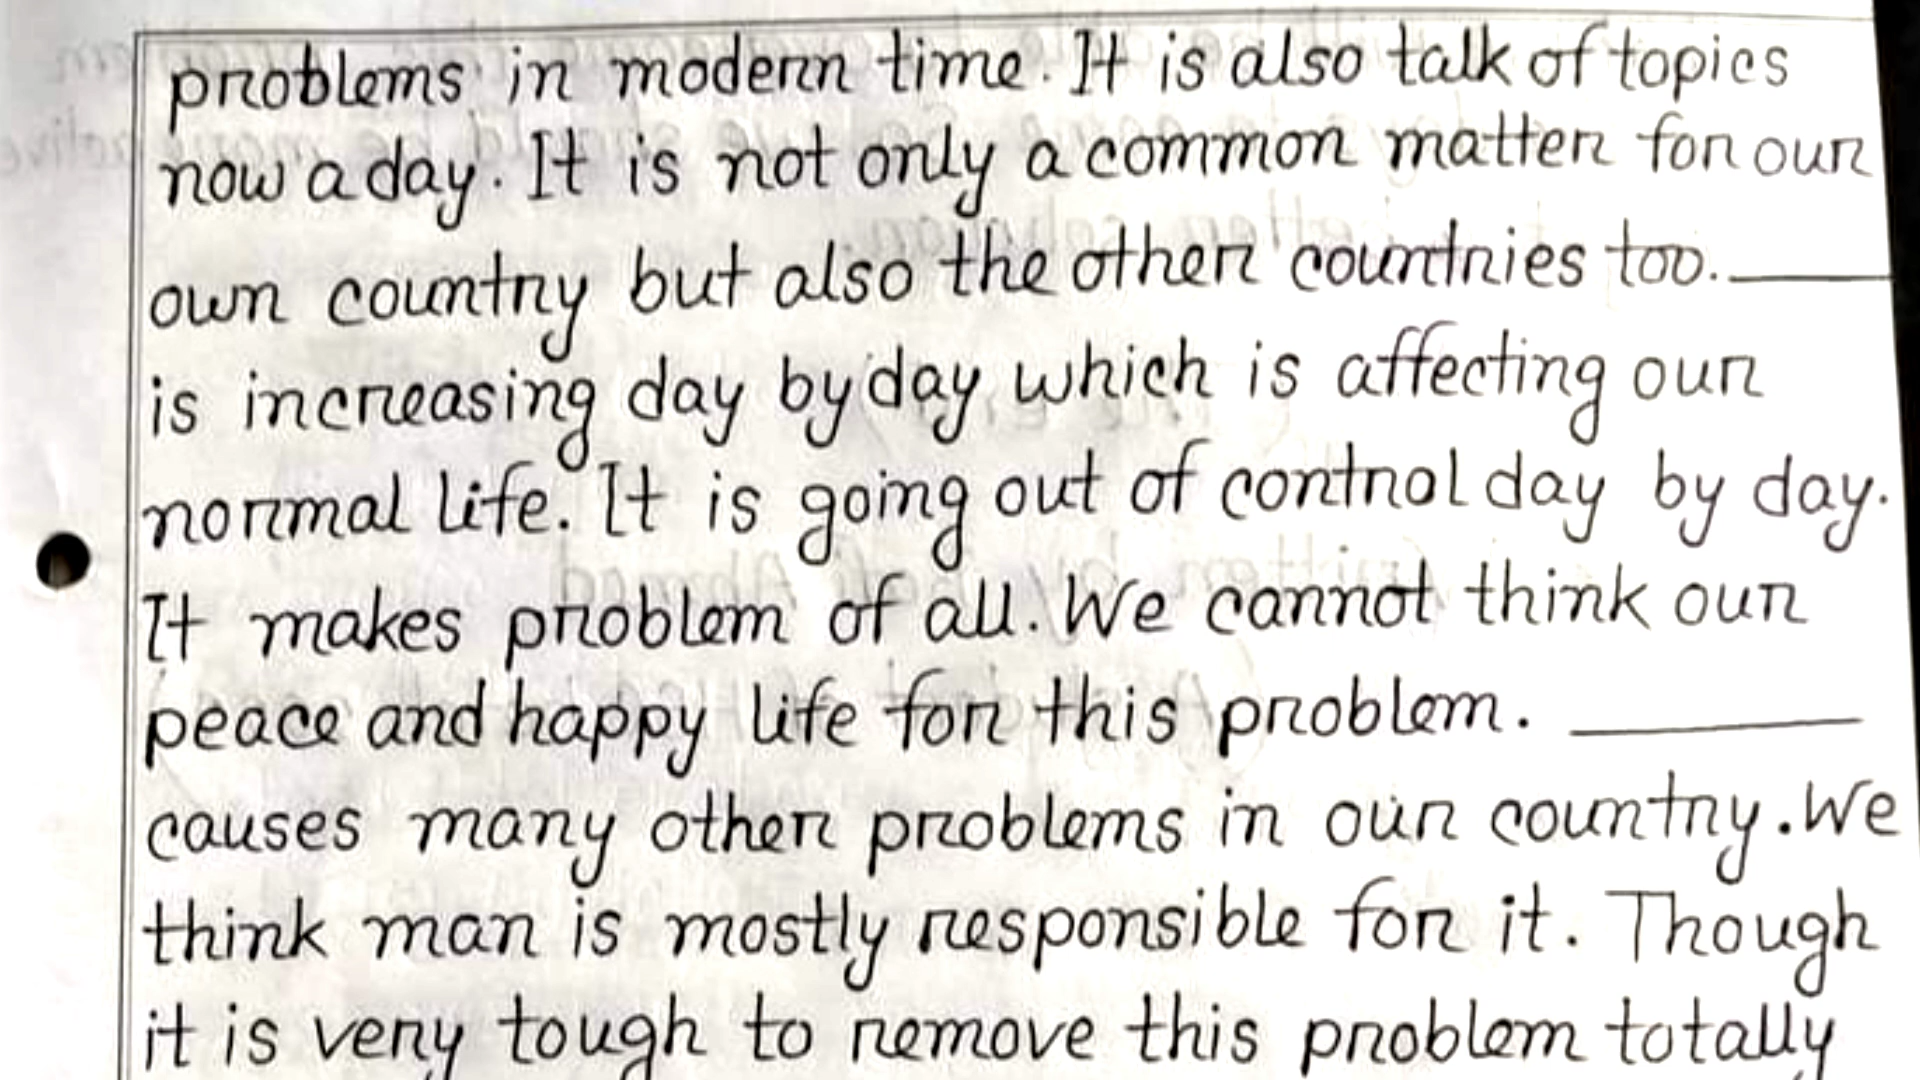 problems in modern time. It is also talk of topics
now a day. It is not only a common matter for our
own country but also the other countries too. ______
is increasing day by day which is affecting our
normal life. It is going out of control day by day.
It makes problem of all. We cannot think our
peace and happy life for this problem. ______
causes many other problems in our country. We
think man is mostly responsible for it. Though
it is very tough to remove this problem totally